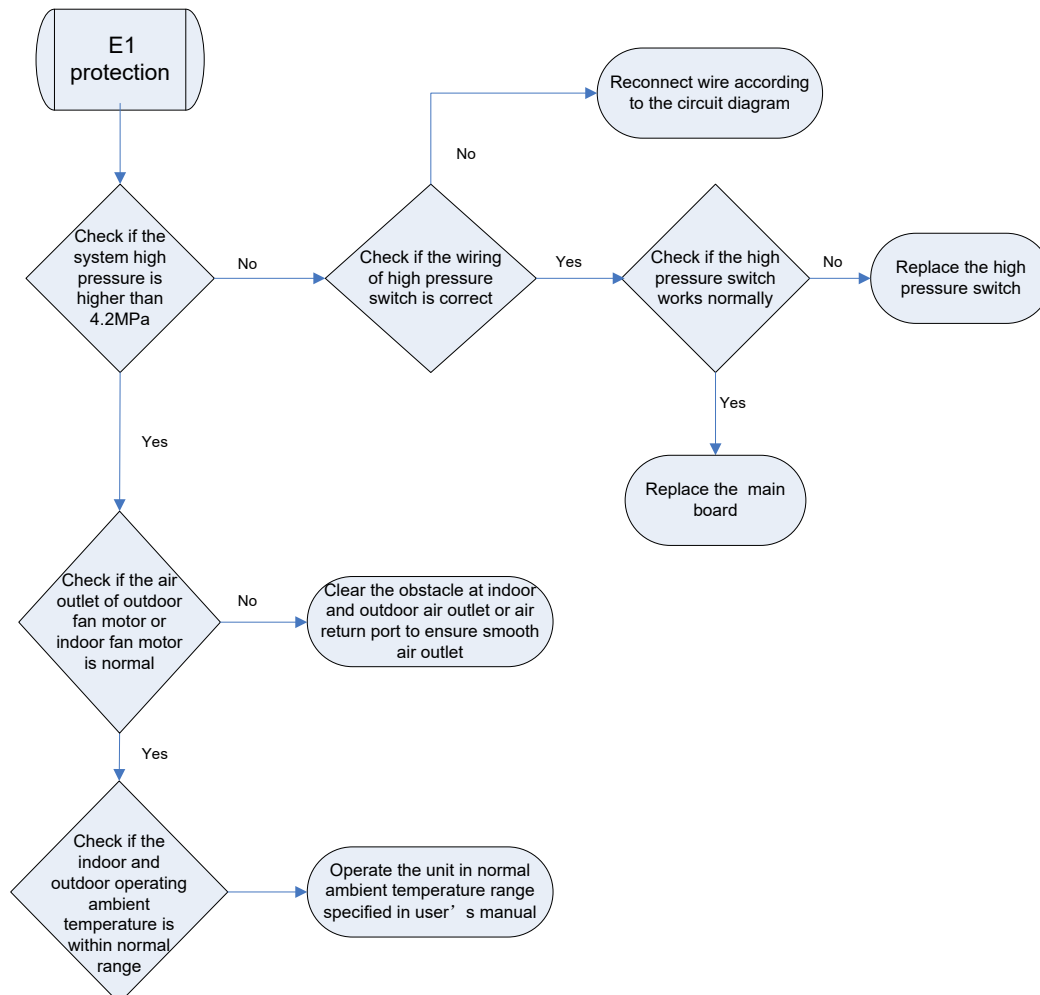 E1
protection
Reconnect wire according
to the circuit diagram
No
Check if the
system high
pressure is
higher than
4.2MPa
No
Check if the wiring
of high pressure
switch is correct
Yes
Check if the high
pressure switch
works normally
No
Replace the high
pressure switch
Yes
Yes
Replace the main
board
Check if the air
outlet of outdoor
fan motor or
indoor fan motor
is normal
No
Clear the obstacle at indoor
and outdoor air outlet or air
return port to ensure smooth
air outlet
Yes
Check if the
indoor and
outdoor operating
ambient
temperature is
within normal
range
Operate the unit in normal
ambient temperature range
specified in user’s manual